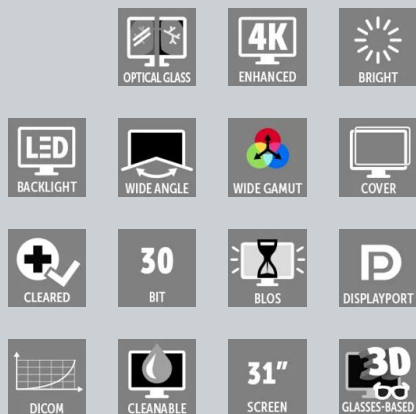 OPTICAL GLASS
4K
ENHANCED
BRIGHT
LED
BACKLIGHT
WIDE ANGLE
WIDE GAMUT
COVER
CLEARED
30
BIT
BLOS
D
DISPLAYPORT
DICOM
CLEANABLE
31"
SCREEN
3D
GLASSES-BASED